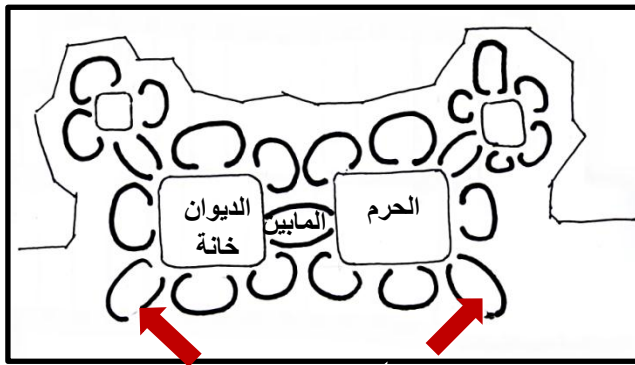 الحرم
المابين
الديوان
خانة